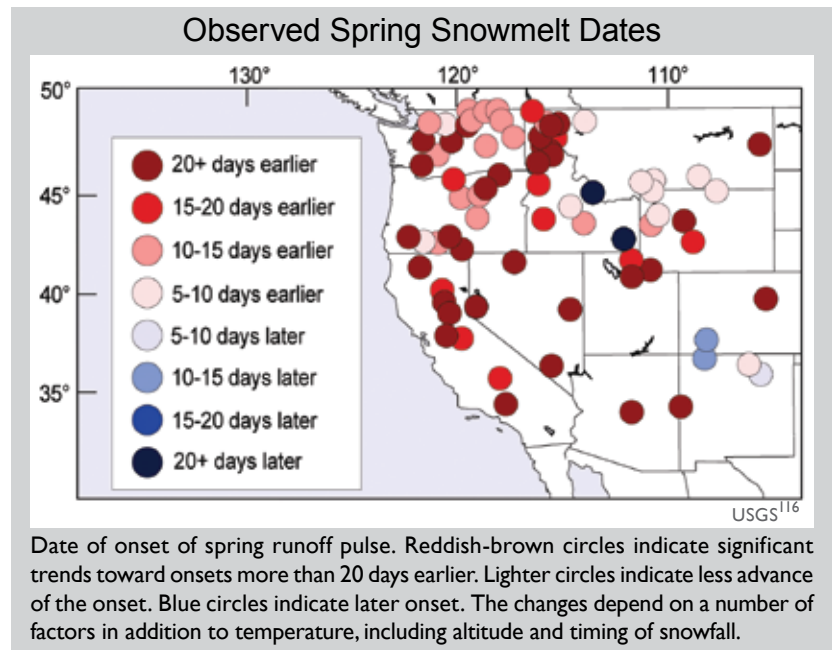 Observed Spring Snowmelt Dates
50°
130°
120°
110°
45°
40°
35°
20+ days earlier
15-20 days earlier
10-15 days earlier
5-10 days earlier
5-10 days later
10-15 days later
15-20 days later
20+ days later
USGS116
Date of onset of spring runoff pulse. Reddish-brown circles indicate significant
trends toward onsets more than 20 days earlier. Lighter circles indicate less advance
of the onset. Blue circles indicate later onset. The changes depend on a number of
factors in addition to temperature, including altitude and timing of snowfall.